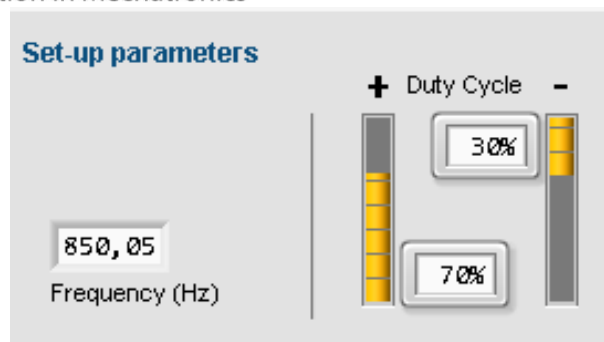 Set-up parameters
+ Duty Cycle -
30%
850,05
70%
Frequency (Hz)